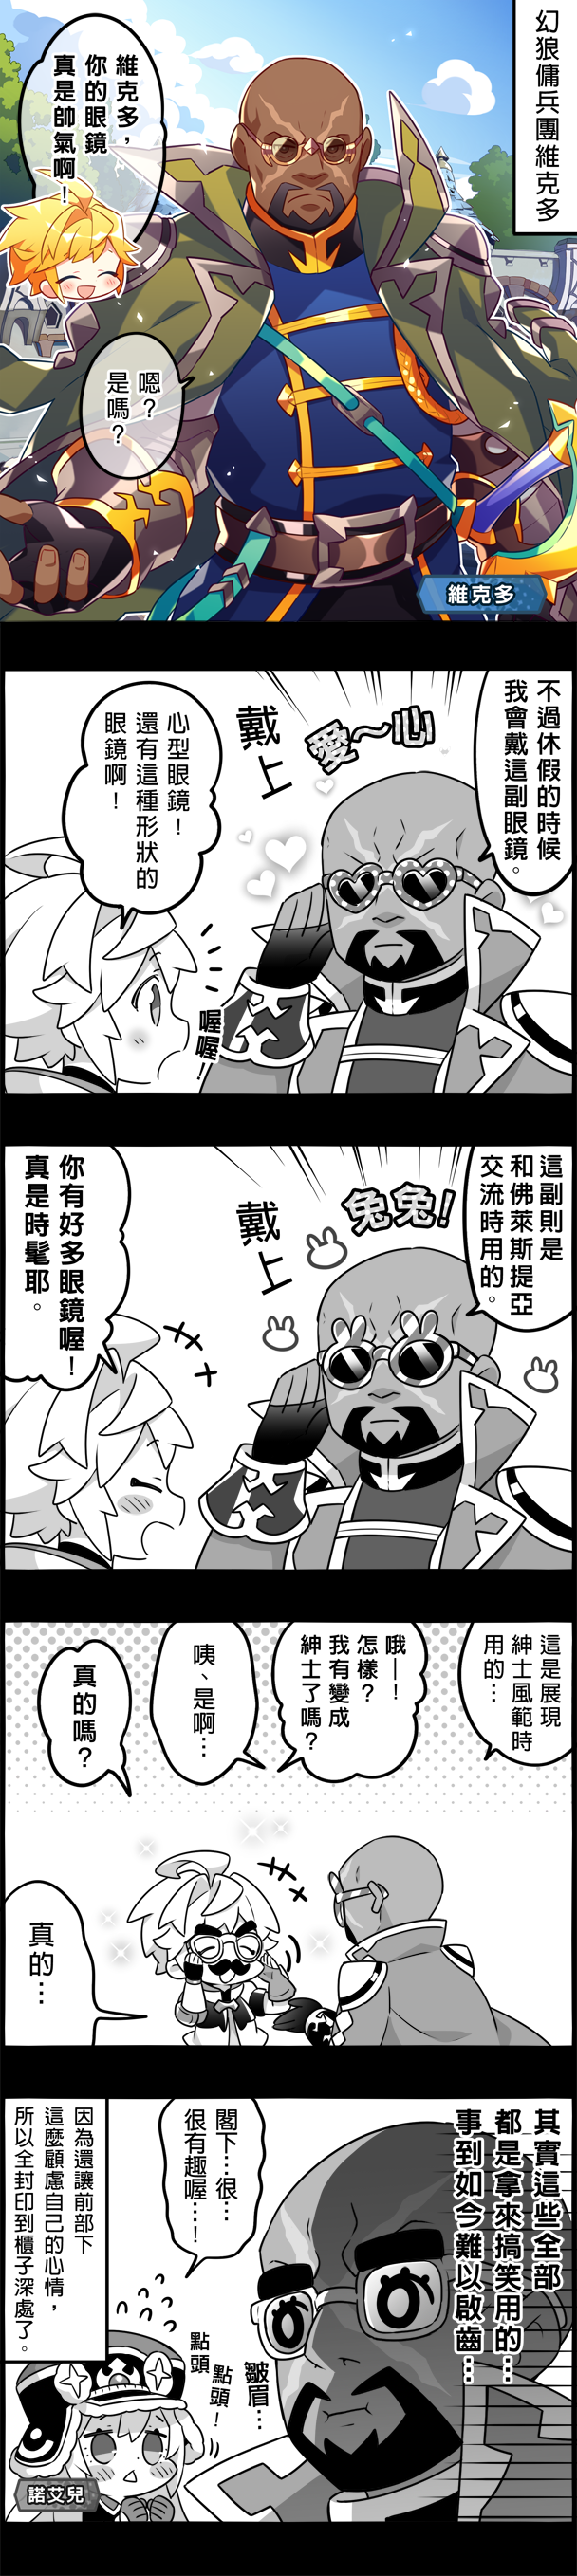 幻狼傭兵團維克多
維克多，
你的眼鏡
真是帥氣啊！
嗯？
是嗎？
維克多
不過休假的時候
我會戴這副眼鏡。
愛～心
戴上
心型眼鏡！
還有這種形狀的
眼鏡啊！
喔喔！
這副則是
和佛萊斯提亞
交流時用的。
兔兔！
戴上
你有好多眼鏡喔！
真是時髦耶。
這是展現
紳士風範時
用的…
哦—！
怎樣？
我有變成
紳士了嗎？
咦、是啊…
真的嗎？
真的…
其實這些全部
都是拿來搞笑用的…
事到如今難以啟齒…
皺眉…
閣下…很…
很有趣喔…！
點頭
點頭！
因為還讓前部下
這麼顧慮自己的心情，
所以全封印到櫃子深處了。
諾艾兒